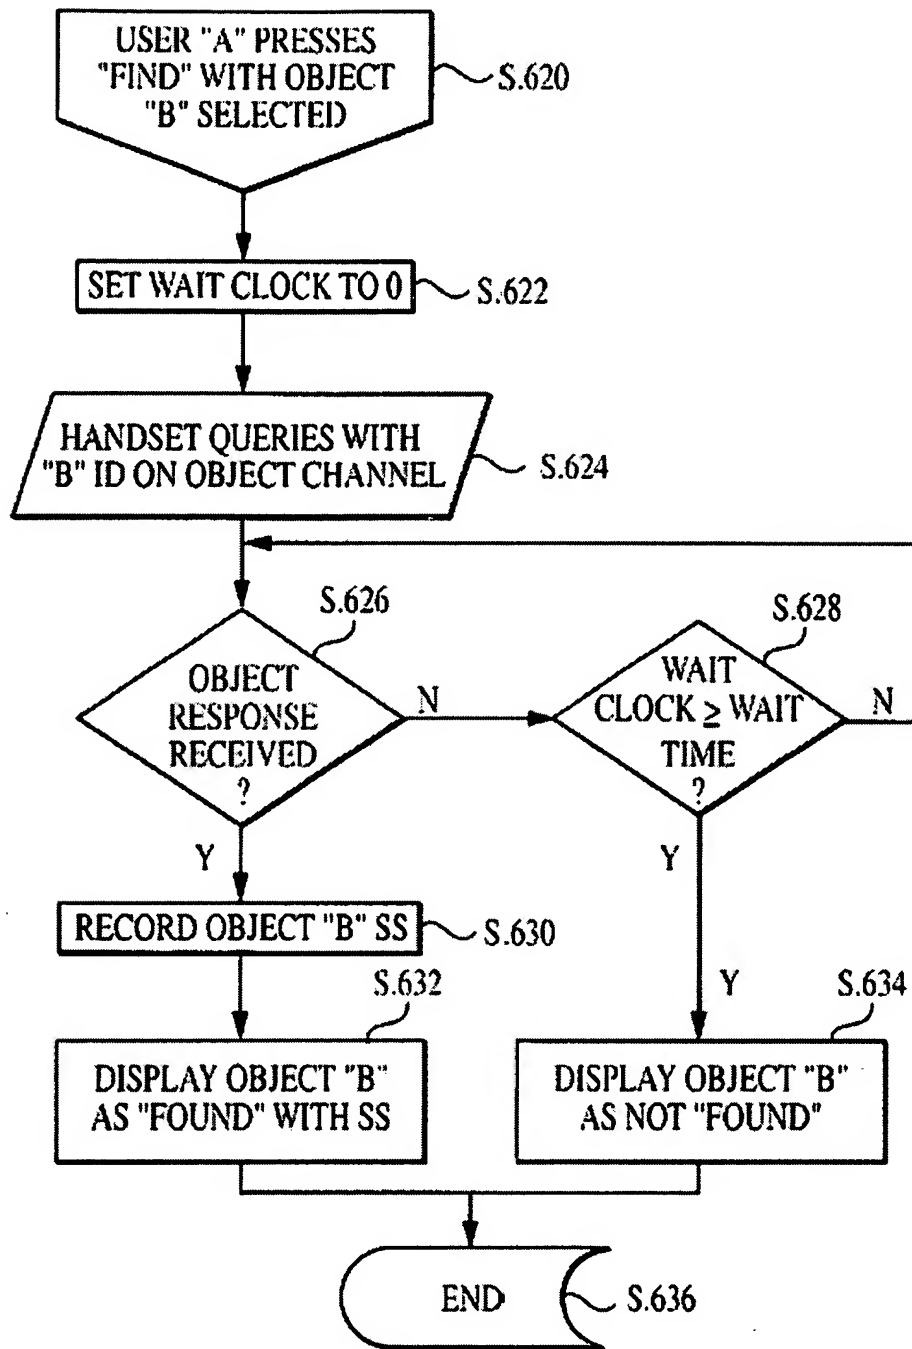 USER "A" PRESSES
"FIND" WITH OBJECT
"B" SELECTED
S.620
SET WAIT CLOCK TO 0
S.622
HANDSET QUERIES WITH
"B" ID ON OBJECT CHANNEL
S.624
S.626
OBJECT
RESPONSE
RECEIVED
?
N
Y
S.628
WAIT
CLOCK ≥ WAIT
TIME
?
N
Y
RECORD OBJECT "B" SS
S.630
Y
S.632
DISPLAY OBJECT "B"
AS "FOUND" WITH SS
S.634
DISPLAY OBJECT "B"
AS NOT "FOUND"
END
S.636